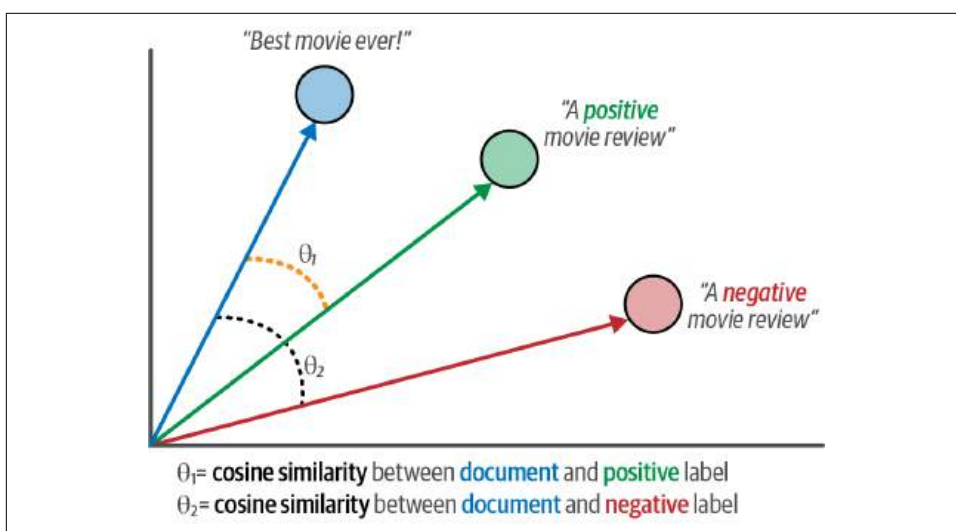 "Best movie ever!"
"A positive
movie review"
θ1
"A negative
movie review"
θ2
θ1= cosine similarity between document and positive label
θ2= cosine similarity between document and negative label